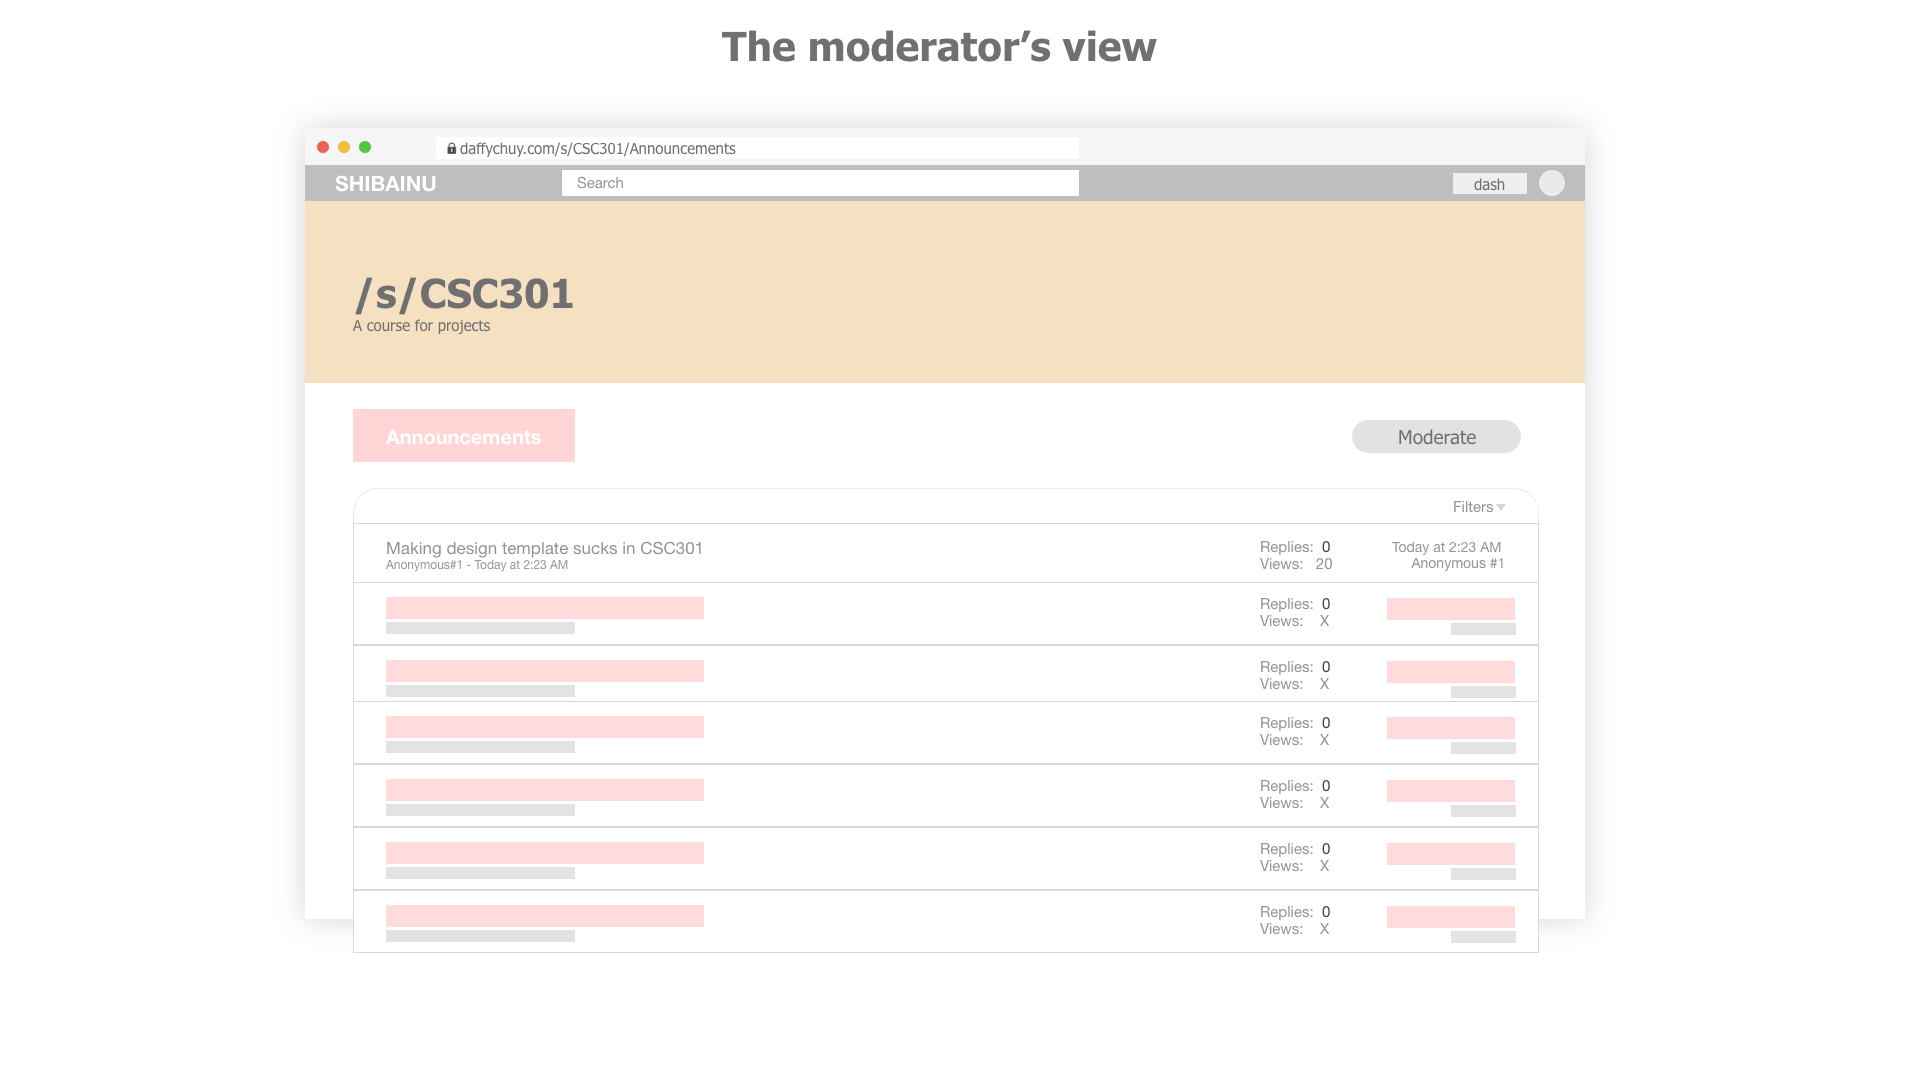 The moderator’s view
daffychuy.com/s/CSC301/Announcements
SHIBAINU
Search
dash
/s/CSC301
A course for projects
Announcements
Moderate
Filters
Making design template sucks in CSC301
Anonymous#1 - Today at 2:23 AM
Replies: 0
Views: 20
Today at 2:23 AM
Anonymous #1
Replies: 0
Views: X
Replies: 0
Views: X
Replies: 0
Views: X
Replies: 0
Views: X
Replies: 0
Views: X
Replies: 0
Views: X